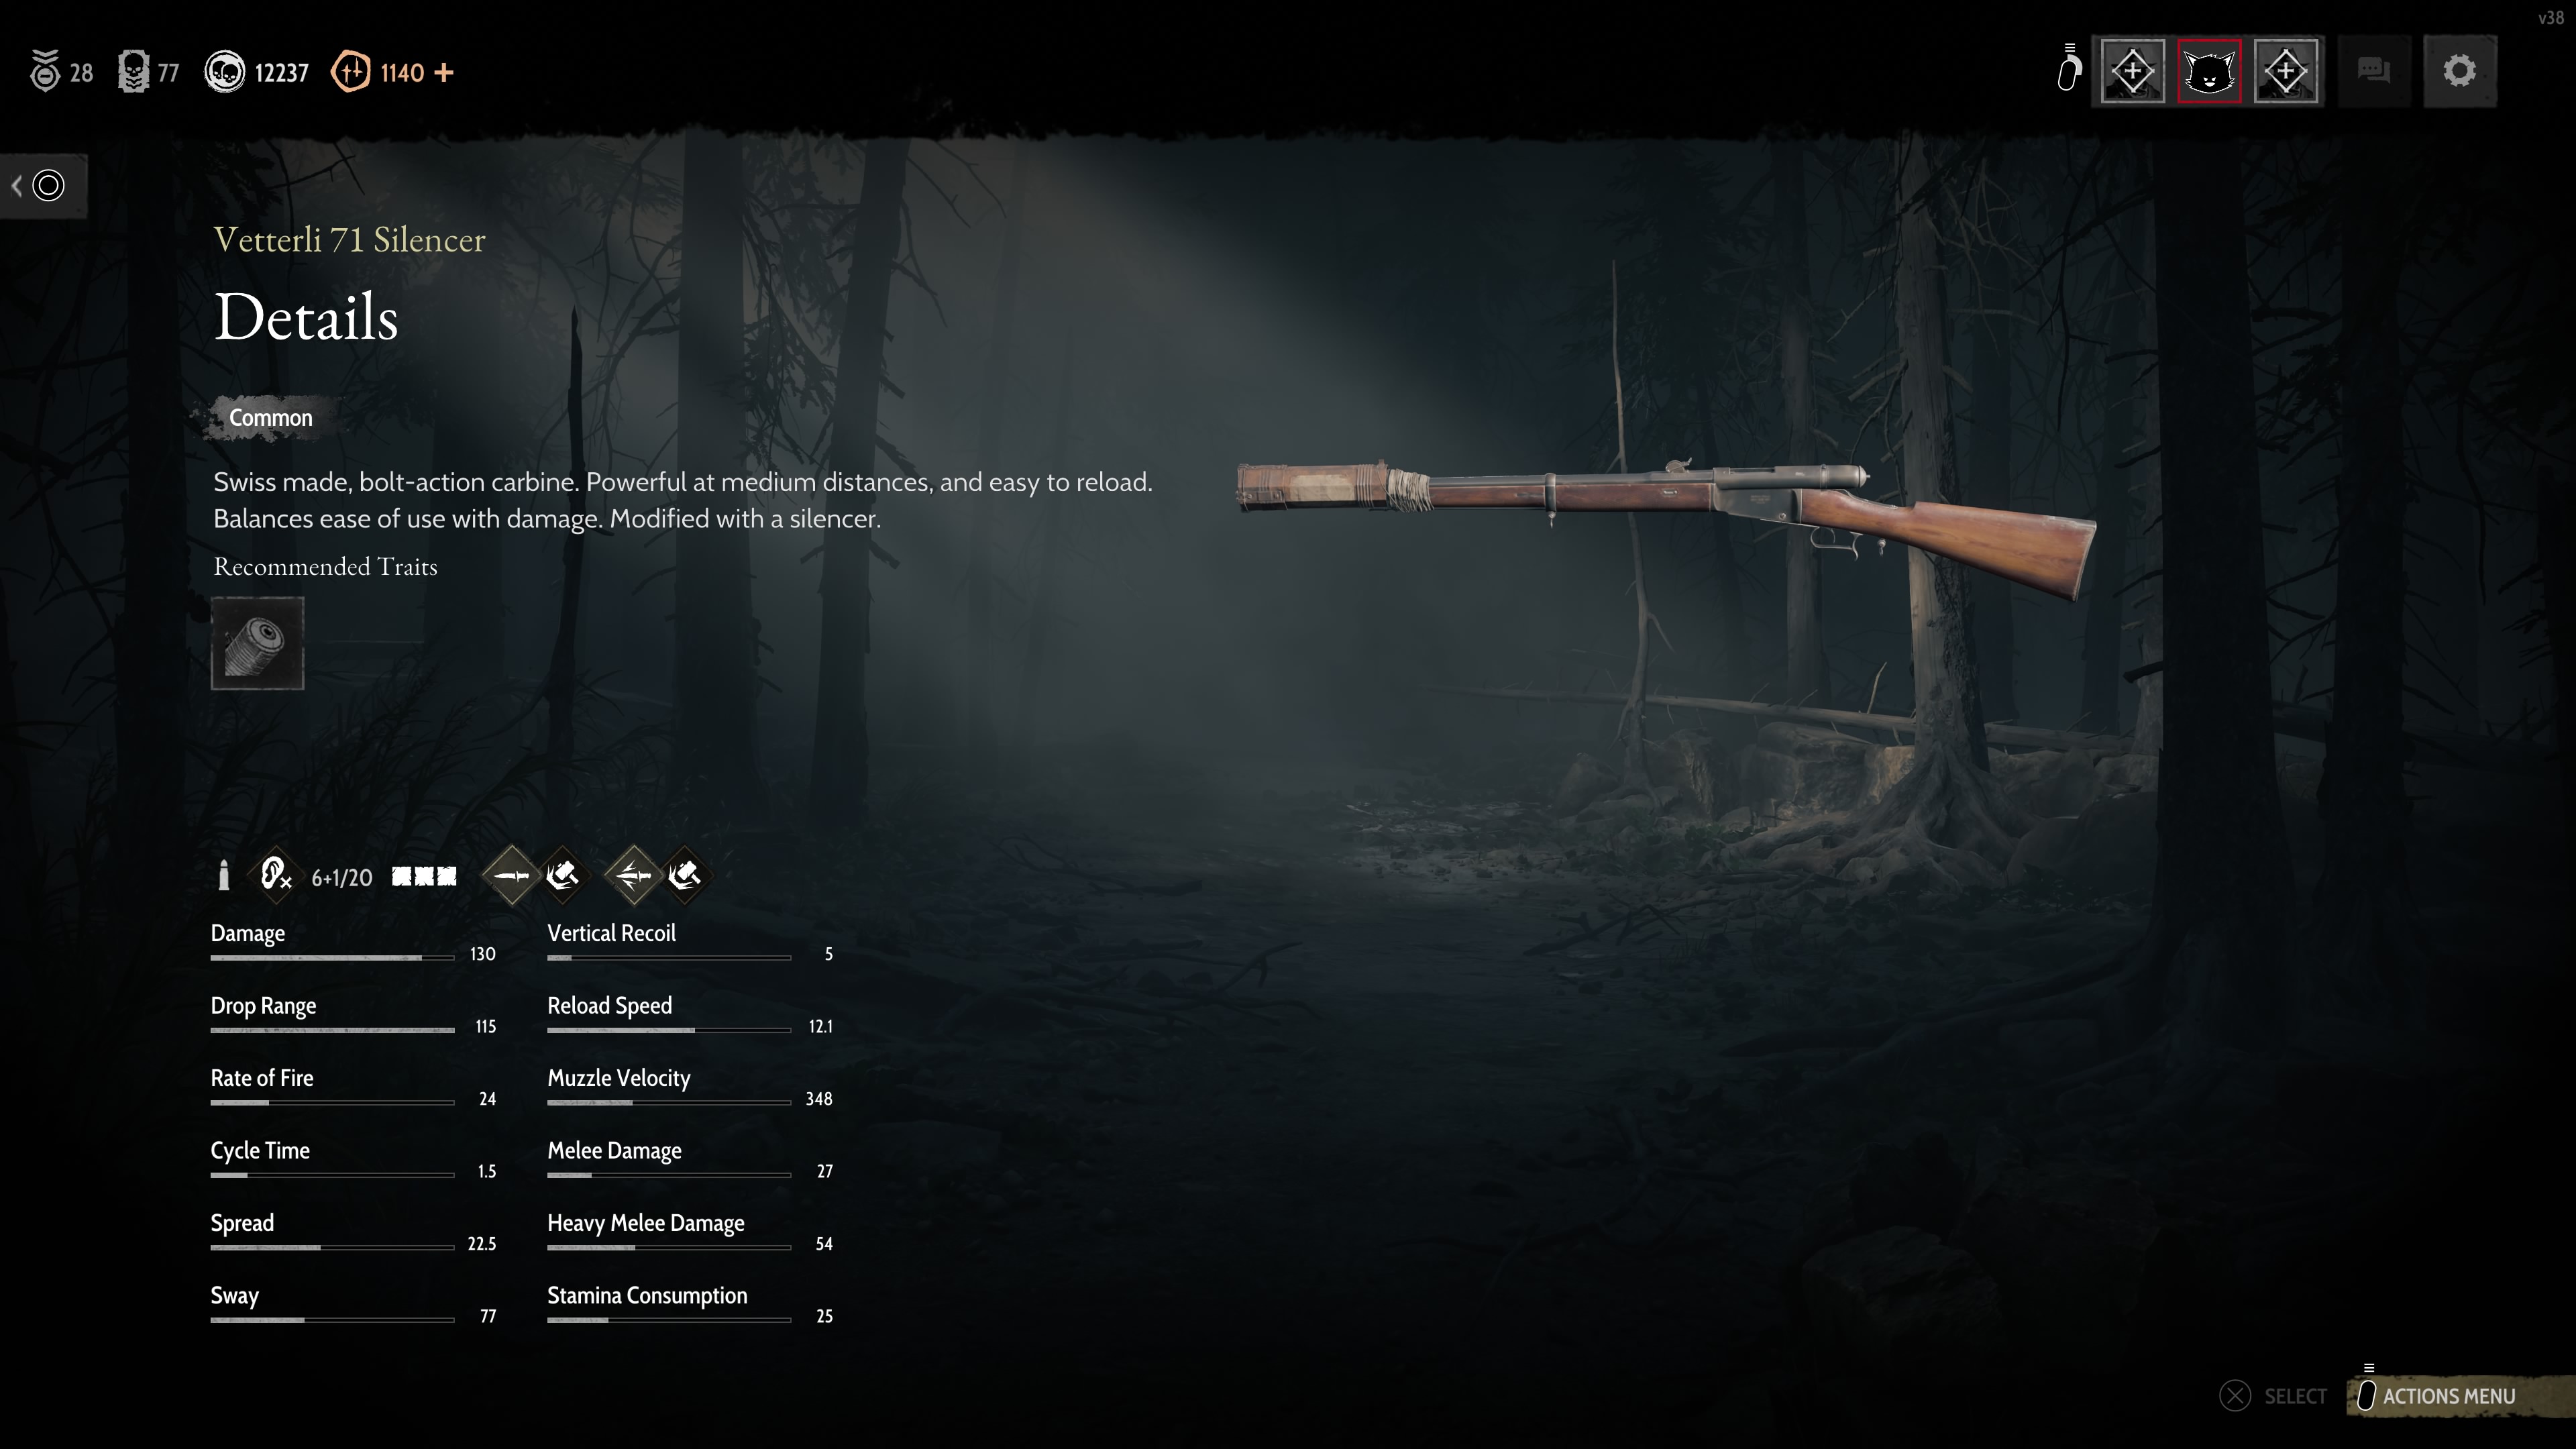 v38
28 77 12237 1140 +
Vetterli 71 Silencer
Details
Common
Swiss made, bolt-action carbine. Powerful at medium distances, and easy to reload.
Balances ease of use with damage. Modified with a silencer.
Recommended Traits
6+1/20
Damage 130
Vertical Recoil 5
Drop Range 115
Reload Speed 12.1
Rate of Fire 24
Muzzle Velocity 348
Cycle Time 1.5
Melee Damage 27
Spread 22.5
Heavy Melee Damage 54
Sway 77
Stamina Consumption 25
SELECT
ACTIONS MENU